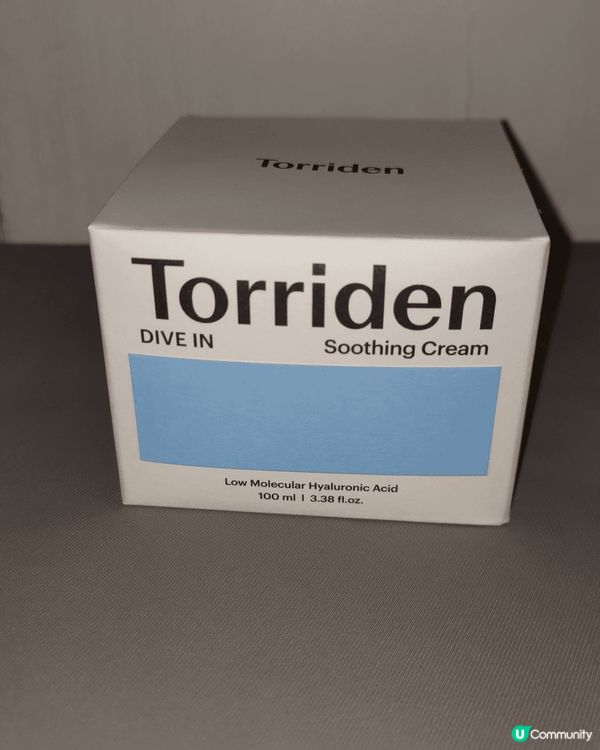 Torriden
Torriden
DIVE IN
Soothing Cream
Low Molecular Hyaluronic Acid
100 ml | 3.38 fl.oz.
U Community